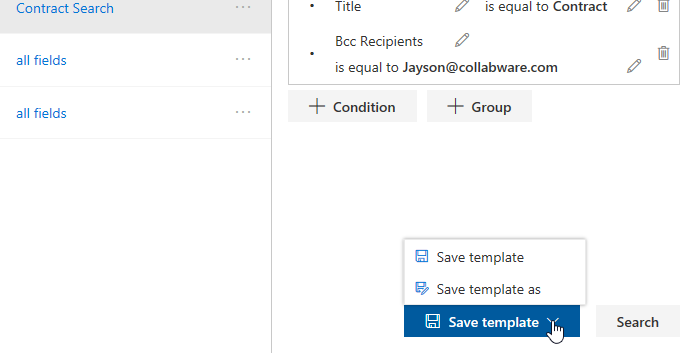 Contract Search ...
all fields ...
all fields ...
• Title is equal to Contract
• Bcc Recipients
is equal to Jayson@collabware.com
+ Condition + Group
Save template
Save template as
Save template
Search